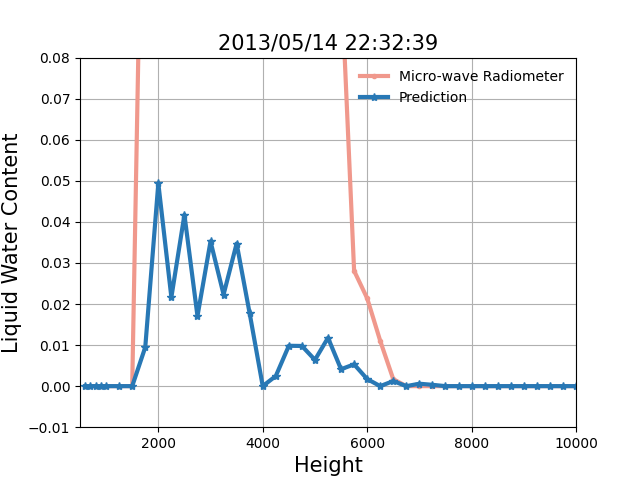 2013/05/14 22:32:39
Liquid Water Content
0.08
0.07
0.06
0.05
0.04
0.03
0.02
0.01
0.00
−0.01
Micro-wave Radiometer
Prediction
2000 4000 6000 8000 10000
Height